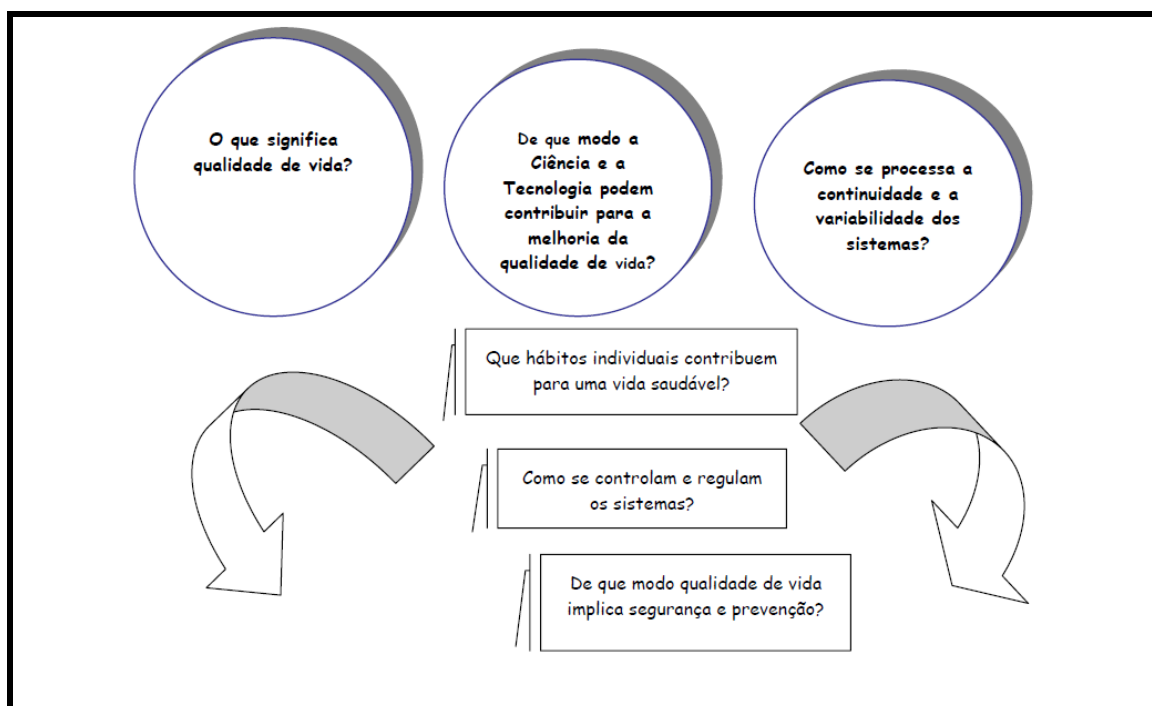 O que significa
qualidade de vida?
De que modo a
Ciência e a
Tecnologia podem
contribuir para a
melhoria da
qualidade de vida?
Como se processa a
continuidade e a
variabilidade dos
sistemas?
Que hábitos individuais contribuem
para uma vida saudável?
Como se controlam e regulam
os sistemas?
De que modo qualidade de vida
implica segurança e prevenção?